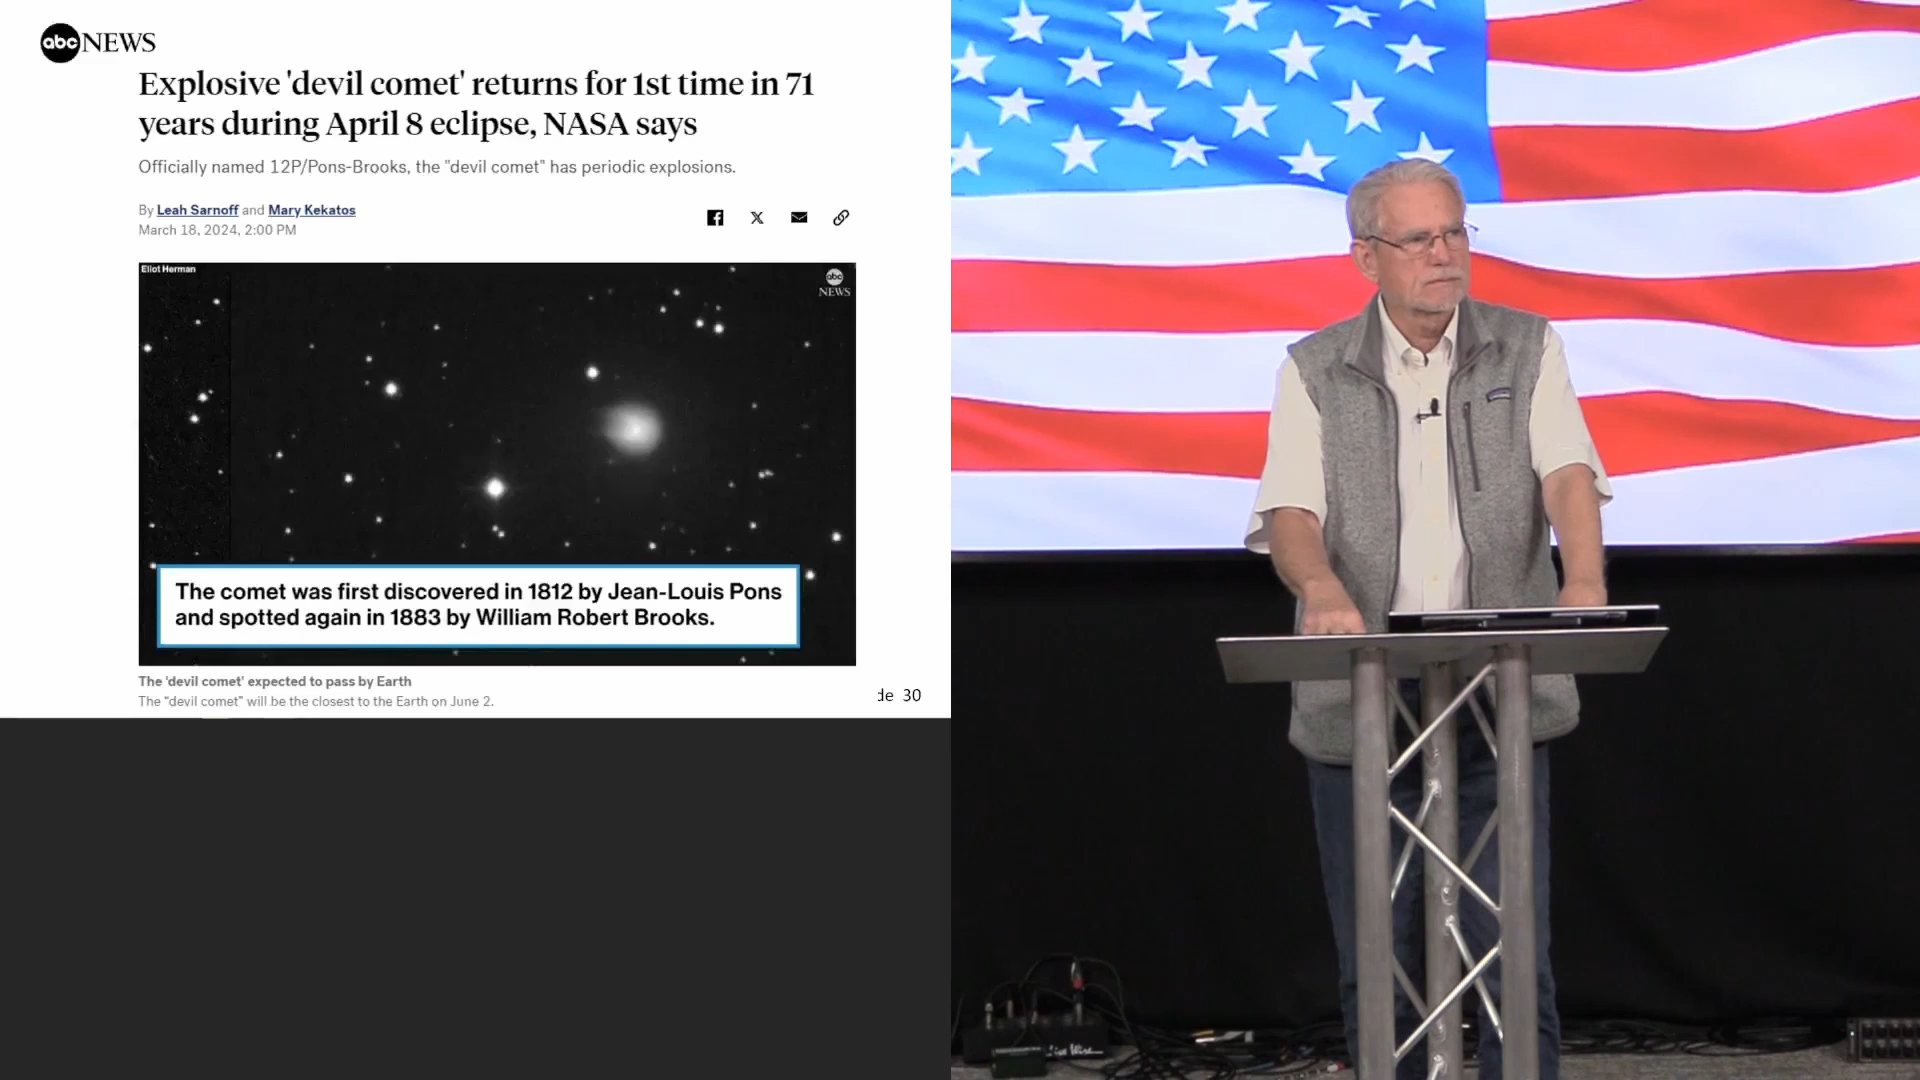 abc NEWS
Explosive 'devil comet' returns for 1st time in 71
years during April 8 eclipse, NASA says
Officially named 12P/Pons-Brooks, the "devil comet" has periodic explosions.
By Leah Sarnoff and Mary Kekatos
March 18, 2024, 2:00 PM
Eliot Herman
abc
NEWS
The comet was first discovered in 1812 by Jean-Louis Pons
and spotted again in 1883 by William Robert Brooks.
The 'devil comet' expected to pass by Earth
The "devil comet" will be the closest to the Earth on June 2.
de 30
Live Wire